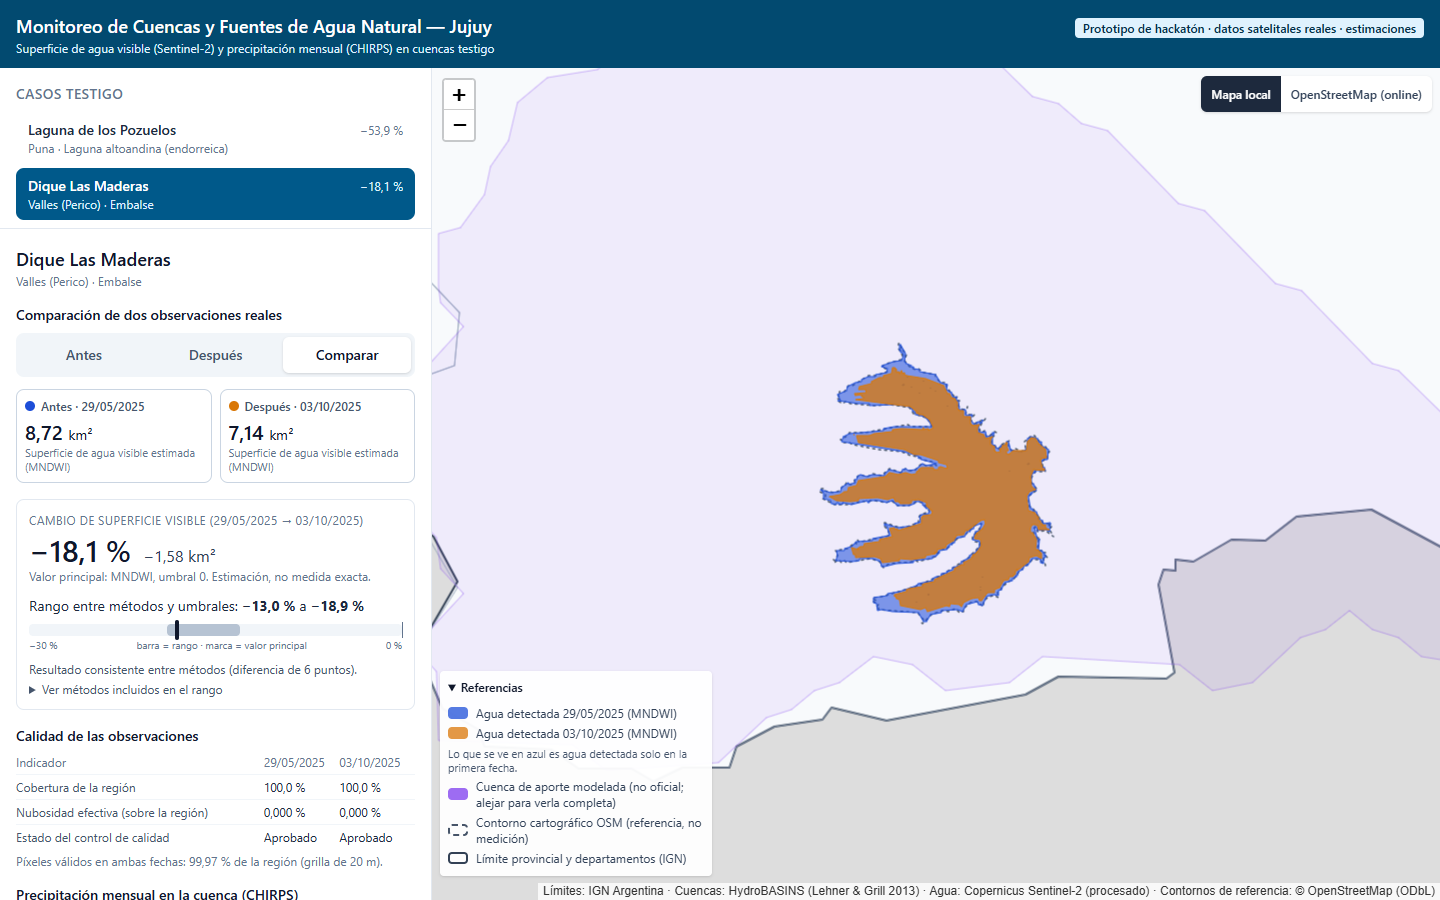 Monitoreo de Cuencas y Fuentes de Agua Natural — Jujuy
Superficie de agua visible (Sentinel-2) y precipitación mensual (CHIRPS) en cuencas testigo
Prototipo de hackatón · datos satelitales reales · estimaciones
CASOS TESTIGO
Laguna de los Pozuelos −53,9 %
Puna · Laguna altoandina (endorreica)
Dique Las Maderas −18,1 %
Valles (Perico) · Embalse
Dique Las Maderas
Valles (Perico) · Embalse
Comparación de dos observaciones reales
Antes Después Comparar
Antes · 29/05/2025
8,72 km²
Superficie de agua visible estimada
(MNDWI)
Después · 03/10/2025
7,14 km²
Superficie de agua visible estimada
(MNDWI)
CAMBIO DE SUPERFICIE VISIBLE (29/05/2025 → 03/10/2025)
−18,1 % −1,58 km²
Valor principal: MNDWI, umbral 0. Estimación, no medida exacta.
Rango entre métodos y umbrales: −13,0 % a −18,9 %
−30 % barra = rango · marca = valor principal 0 %
Resultado consistente entre métodos (diferencia de 6 puntos).
▶ Ver métodos incluidos en el rango
Calidad de las observaciones
Indicador 29/05/2025 03/10/2025
Cobertura de la región 100,0 % 100,0 %
Nubosidad efectiva (sobre la región) 0,000 % 0,000 %
Estado del control de calidad Aprobado Aprobado
Píxeles válidos en ambas fechas: 99,97 % de la región (grilla de 20 m).
Precipitación mensual en la cuenca (CHIRPS)
+
−
Mapa local OpenStreetMap (online)
▼ Referencias
Agua detectada 29/05/2025 (MNDWI)
Agua detectada 03/10/2025 (MNDWI)
Lo que se ve en azul es agua detectada solo en la
primera fecha.
Cuenca de aporte modelada (no oficial;
alejar para verla completa)
Contorno cartográfico OSM (referencia, no
medición)
Límite provincial y departamentos (IGN)
Límites: IGN Argentina · Cuencas: HydroBASINS (Lehner & Grill 2013) · Agua: Copernicus Sentinel-2 (procesado) · Contornos de referencia: © OpenStreetMap (ODbL)